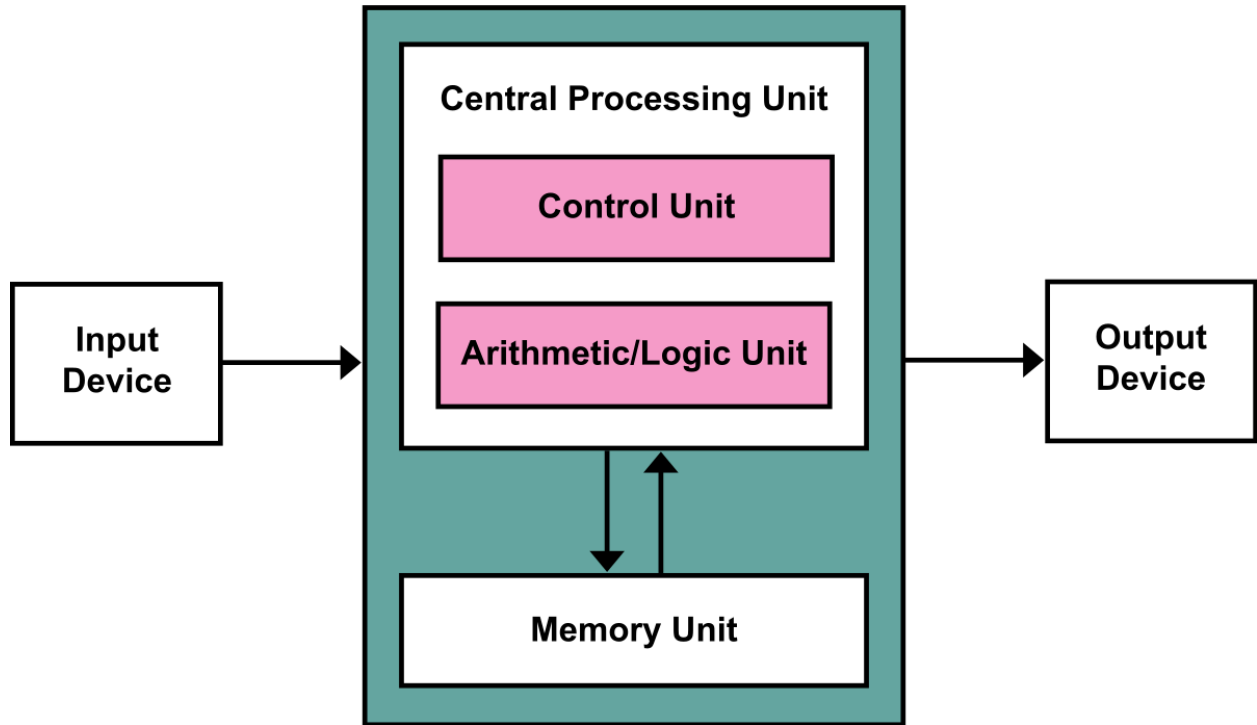 Central Processing Unit
Control Unit
Arithmetic/Logic Unit
Input
Device
Output
Device
Memory Unit